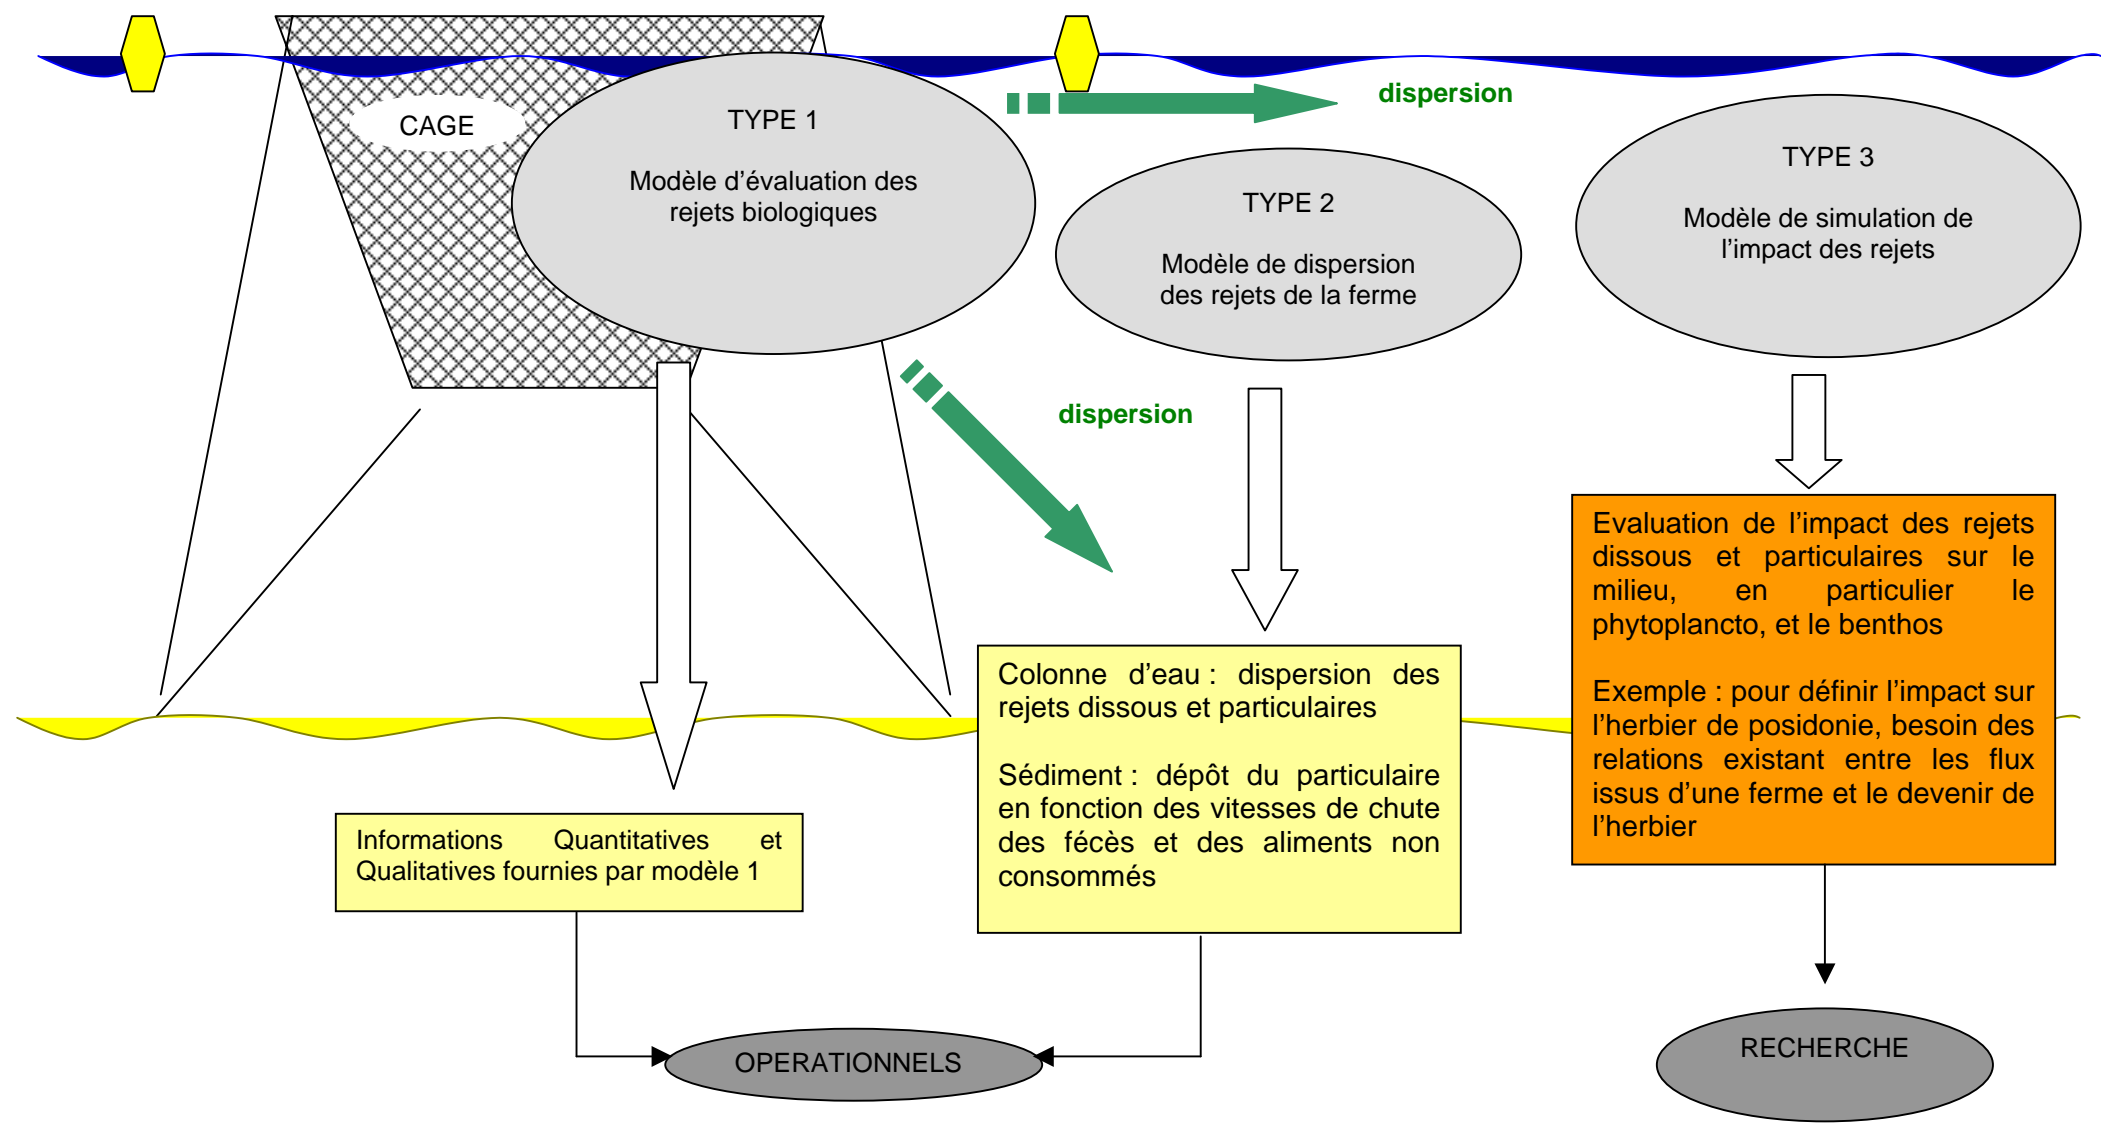 CAGE
TYPE 1
Modèle d’évaluation des
rejets biologiques
dispersion
TYPE 2
Modèle de dispersion
des rejets de la ferme
TYPE 3
Modèle de simulation de
l’impact des rejets
dispersion
Informations Quantitatives et
Qualitatives fournies par modèle 1
Colonne d’eau : dispersion des
rejets dissous et particulaires
Sédiment : dépôt du particulaire
en fonction des vitesses de chute
des fécès et des aliments non
consommés
Evaluation de l’impact des rejets
dissous et particulaires sur le
milieu, en particulier le
phytoplancto, et le benthos
Exemple : pour définir l’impact sur
l’herbier de posidonie, besoin des
relations existant entre les flux
issus d’une ferme et le devenir de
l’herbier
OPERATIONNELS
RECHERCHE